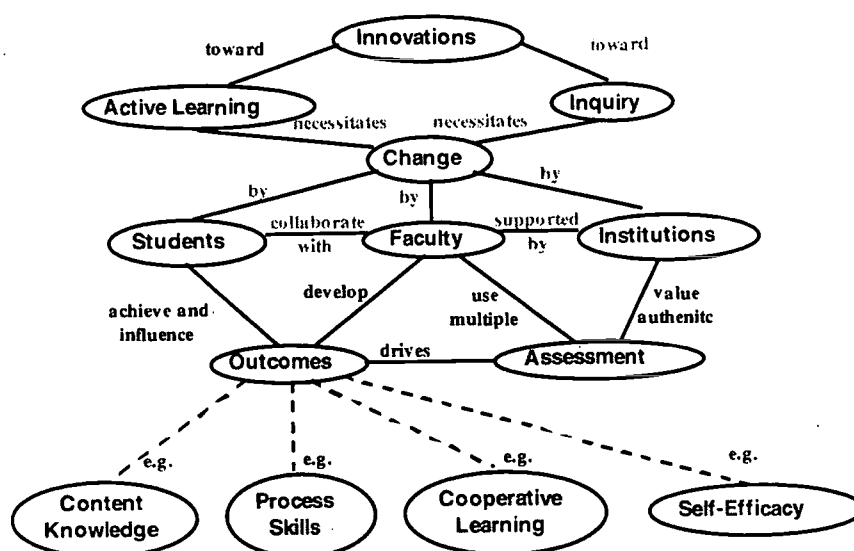 Innovations
toward
toward
Active Learning
Inquiry
necessitates
necessitates
Change
by
by
by
Students
collaborate
with
Faculty
supported
by
Institutions
achieve and
influence
develop
use
multiple
value
authenitc
Outcomes
drives
Assessment
e.g.
e.g.
e.g.
e.g.
Content
Knowledge
Process
Skills
Cooperative
Learning
Self-Efficacy